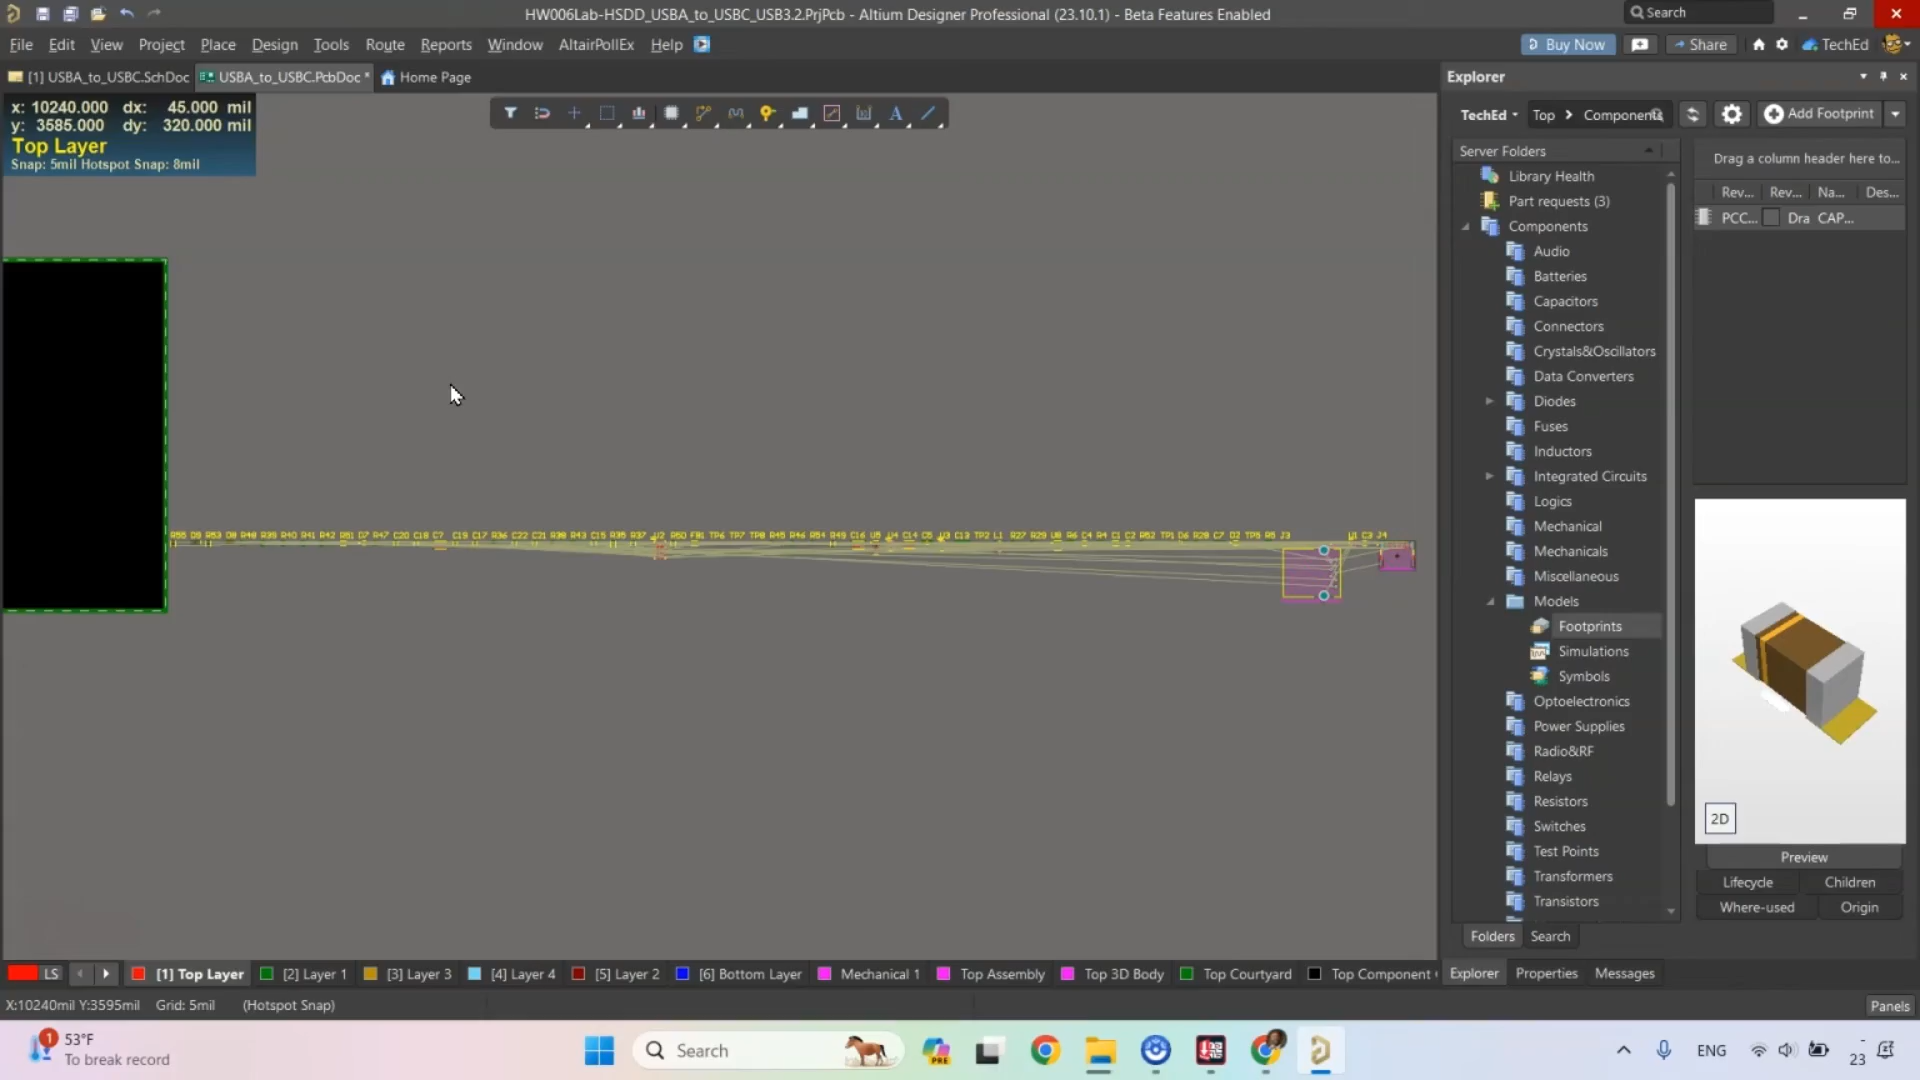 HW006Lab-HSDD_USBA_to_USBC_USB3.2.PrjPcb - Altium Designer Professional (23.10.1) - Beta Features Enabled
Search
File Edit View Project Place Design Tools Route Reports Window AltairPollEx Help
Buy Now Share TechEd
[1] USBA_to_USBC.SchDoc USBA_to_USBC.PcbDoc * Home Page
x: 10240.000 dx: 45.000 mil
y: 3585.000 dy: 320.000 mil
Top Layer
Snap: 5mil Hotspot Snap: 8mil
Explorer
TechEd Top Component Add Footprint
Server Folders
Library Health
Part requests (3)
Components
Audio
Batteries
Capacitors
Connectors
Crystals&Oscillators
Data Converters
Diodes
Fuses
Inductors
Integrated Circuits
Logics
Mechanical
Mechanicals
Miscellaneous
Models
Footprints
Simulations
Symbols
Optoelectronics
Power Supplies
Radio&RF
Relays
Resistors
Switches
Test Points
Transformers
Transistors
Folders Search
Drag a column header here to...
Rev... Rev... Na... Des...
PCC... Dra CAP...
2D
Preview
Lifecycle Children
Where-used Origin
LS [1] Top Layer [2] Layer 1 [3] Layer 3 [4] Layer 4 [5] Layer 2 [6] Bottom Layer Mechanical 1 Top Assembly Top 3D Body Top Courtyard Top Component
Explorer Properties Messages
X:10240mil Y:3595mil Grid: 5mil (Hotspot Snap)
Panels
1
53°F
To break record
Search
PRE
ENG
23